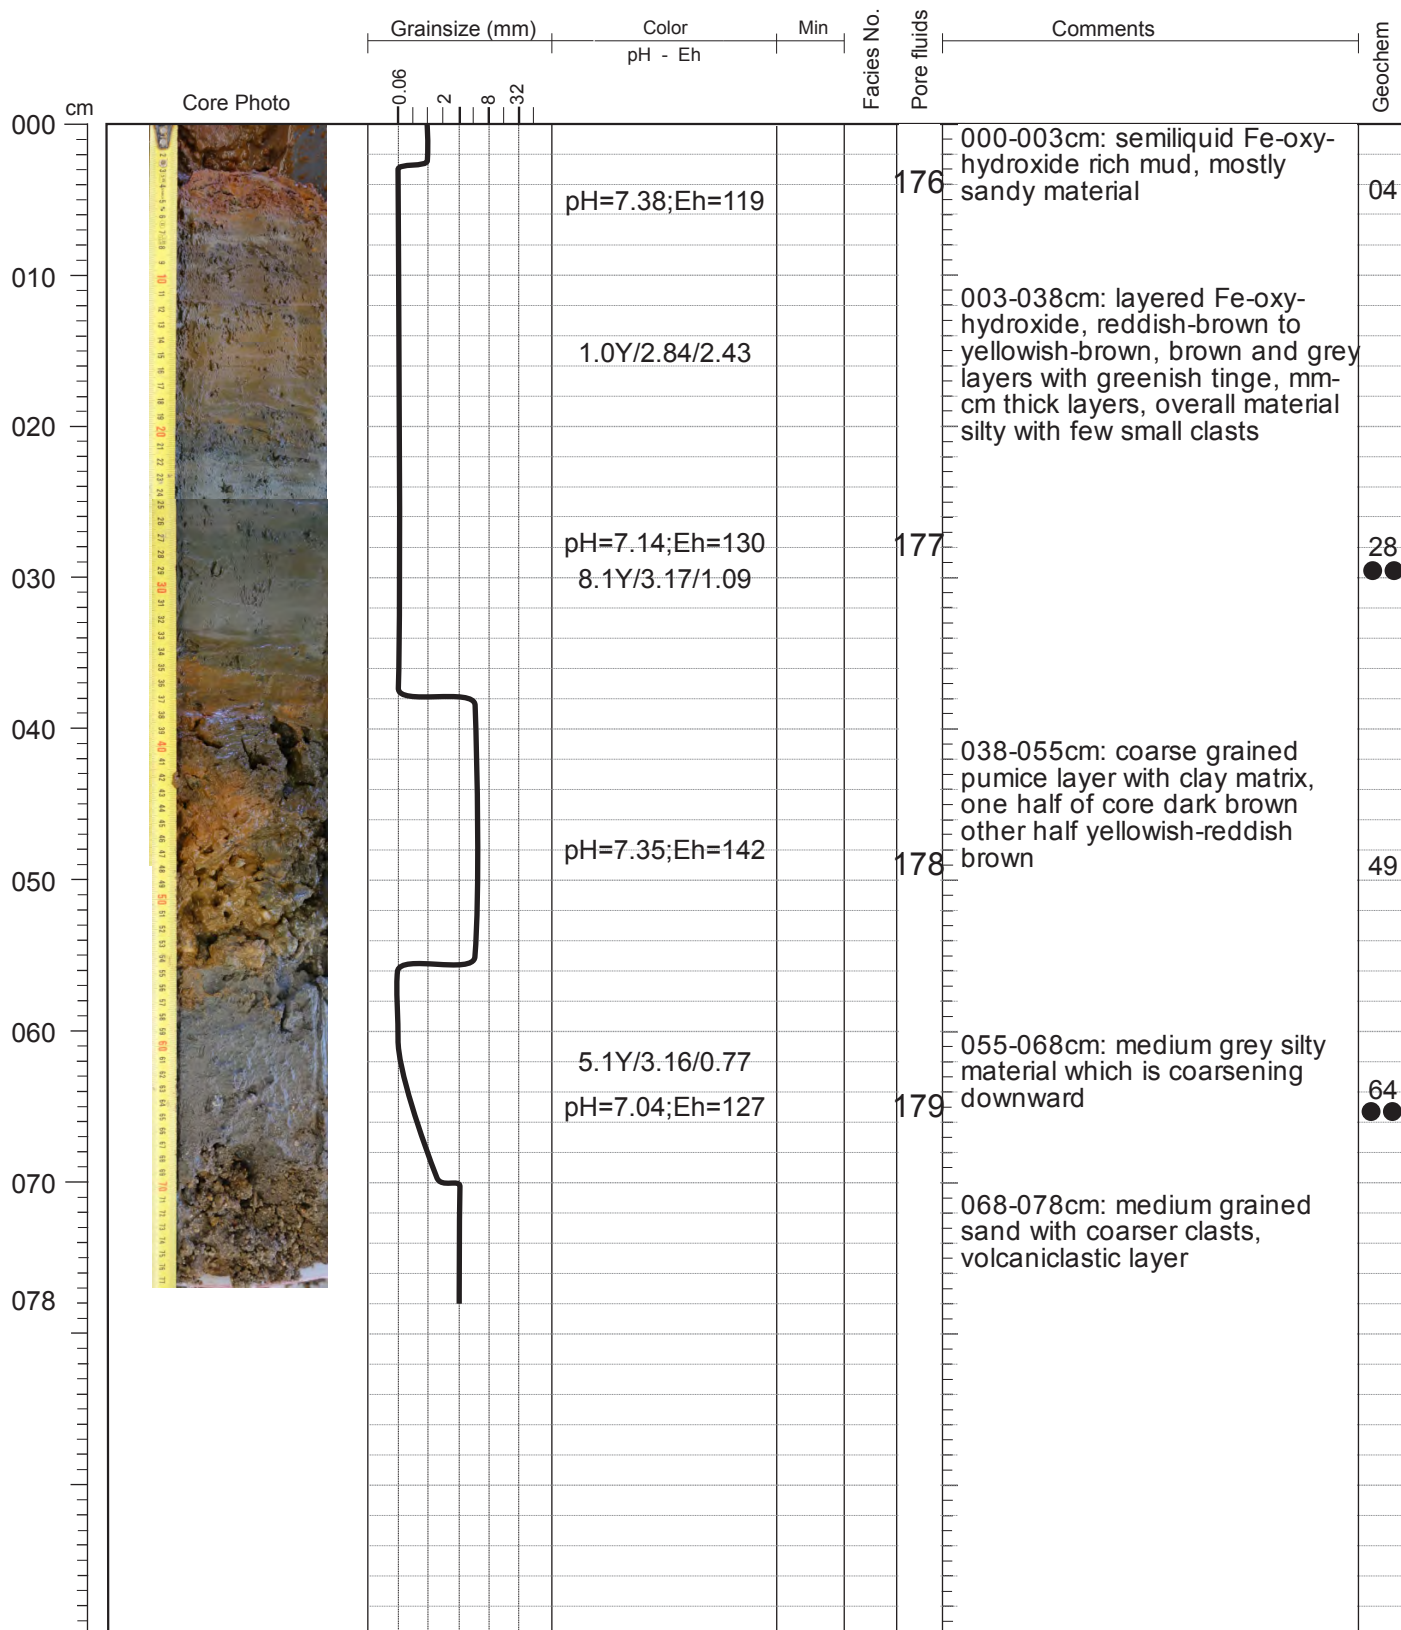 Grainsize (mm)
Color
Min
Facies No.
Pore fluids
Comments
Geochem
pH - Eh
cm
Core Photo
0.06
2
8
32
000
000-003cm: semiliquid Fe-oxy-
hydroxide rich mud, mostly
sandy material
176
04
pH=7.38;Eh=119
010
003-038cm: layered Fe-oxy-
hydroxide, reddish-brown to
yellowish-brown, brown and grey
layers with greenish tinge, mm-
cm thick layers, overall material
silty with few small clasts
1.0Y/2.84/2.43
020
pH=7.14;Eh=130
177
28
8.1Y/3.17/1.09
030
040
038-055cm: coarse grained
pumice layer with clay matrix,
one half of core dark brown
other half yellowish-reddish
brown
pH=7.35;Eh=142
178
49
050
060
055-068cm: medium grey silty
material which is coarsening
downward
5.1Y/3.16/0.77
pH=7.04;Eh=127
179
64
070
068-078cm: medium grained
sand with coarser clasts,
volcaniclastic layer
078